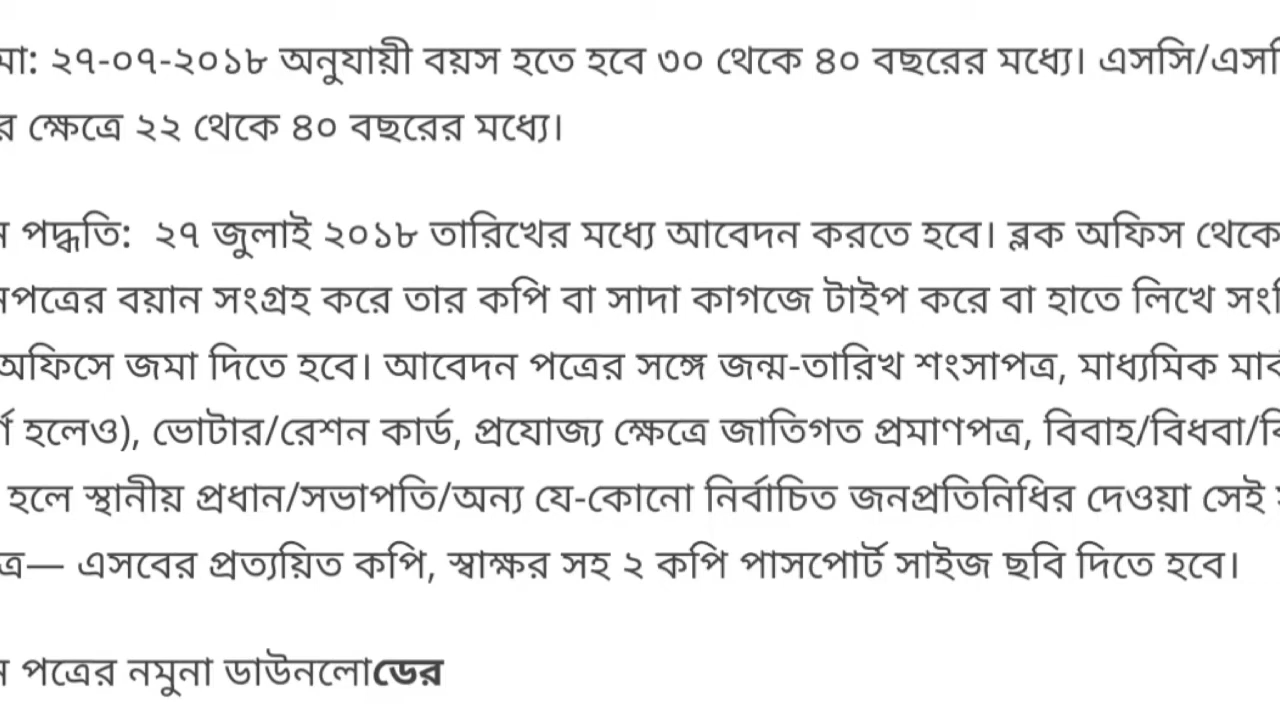 মা: ২৭-০৭-২০১৮ অনুযায়ী বয়স হতে হবে ৩০ থেকে ৪০ বছরের মধ্যে। এসসি/এসটি
র ক্ষেত্রে ২২ থেকে ৪০ বছরের মধ্যে।
ন পদ্ধতি: ২৭ জুলাই ২০১৮ তারিখের মধ্যে আবেদন করতে হবে। ব্লক অফিস থেকে
নপত্রের বয়ান সংগ্রহ করে তার কপি বা সাদা কাগজে টাইপ করে বা হাতে লিখে
অফিসে জমা দিতে হবে। আবেদন পত্রের সঙ্গে জন্ম-তারিখ শংসাপত্র, মাধ্যমিক
র্ণ হলেও), ভোটার/রেশন কার্ড, প্রযোজ্য ক্ষেত্রে জাতিগত প্রমাণপত্র, বিবাহ/বিধবা/
হলে স্থানীয় প্রধান/সভাপতি/অন্য যে-কোনো নির্বাচিত জনপ্রতিনিধির দেওয়া সেই
ত্র— এসবের প্রত্যয়িত কপি, স্বাক্ষর সহ ২ কপি পাসপোর্ট সাইজ ছবি দিতে হবে।
ন পত্রের নমুনা ডাউনলোডের